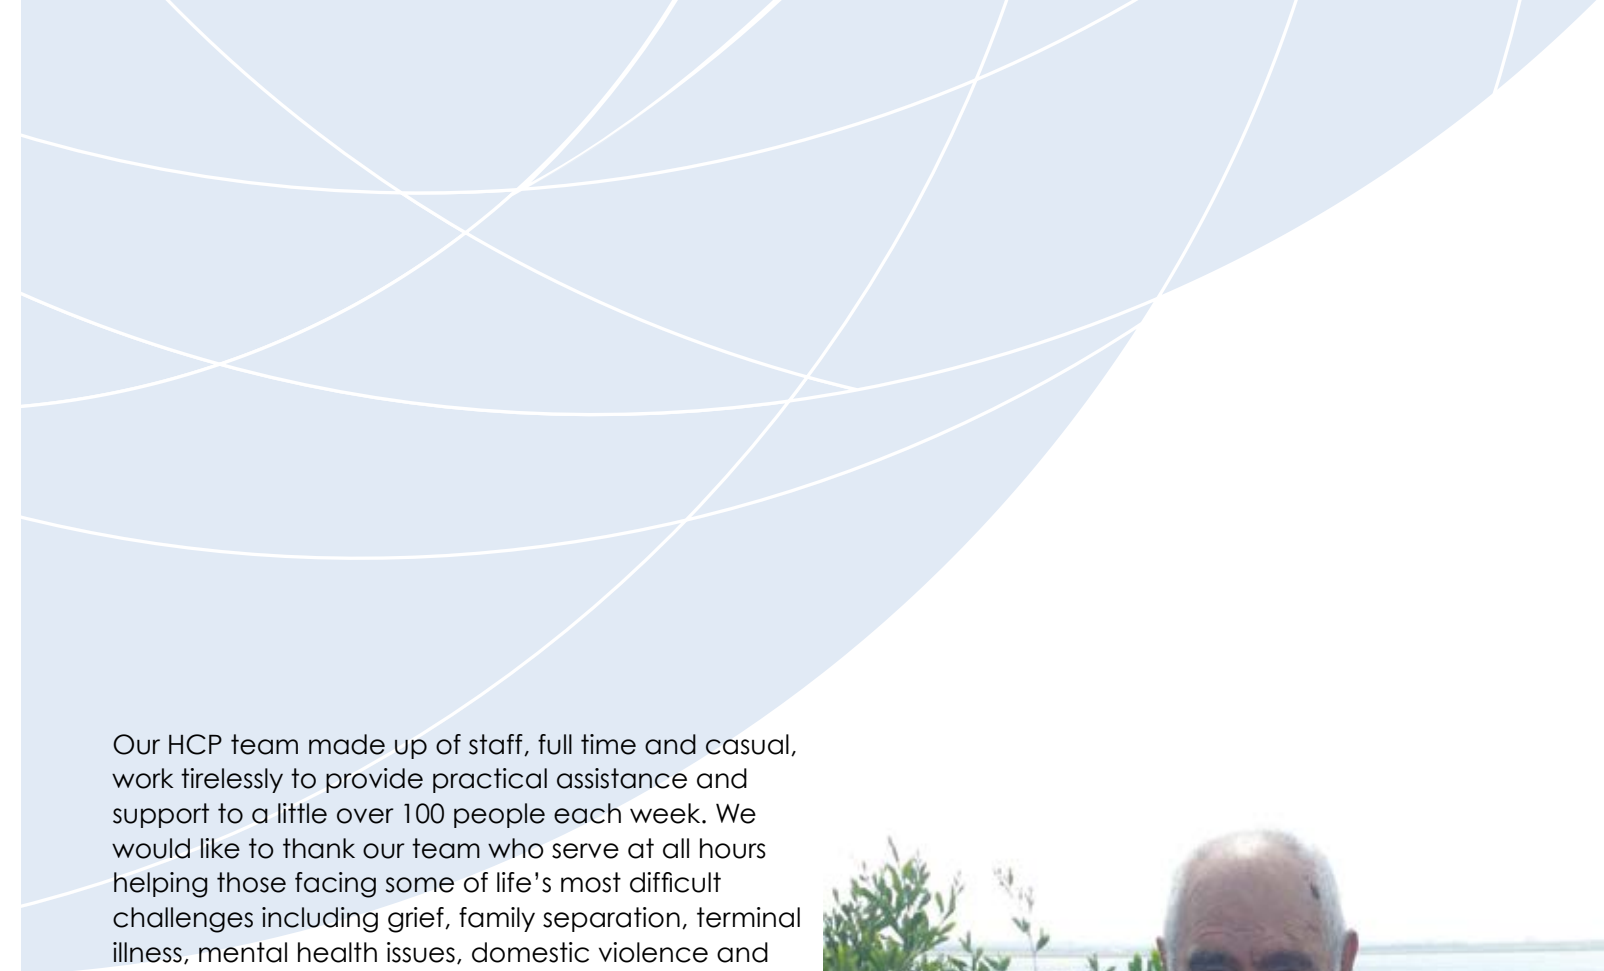 Our HCP team made up of staff, full time and casual,
work tirelessly to provide practical assistance and
support to a little over 100 people each week. We
would like to thank our team who serve at all hours
helping those facing some of life’s most difficult
challenges including grief, family separation, terminal
illness, mental health issues, domestic violence and